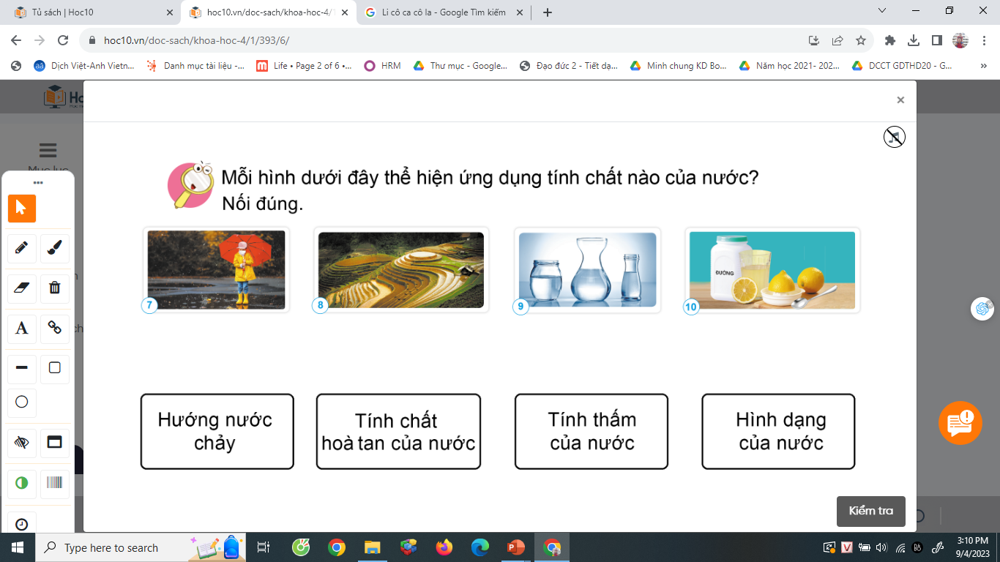 Tủ sách | Hoc10
hoc10.vn/doc-sach/khoa-hoc-4/1
Li cô ca cô la - Google Tìm kiếm
hoc10.vn/doc-sach/khoa-hoc-4/1/393/6/
Dịch Việt-Anh Vietn...
Danh mục tài liệu -...
Life • Page 2 of 6 •...
HRM
Thư mục - Google...
Đạo đức 2 - Tiết dạ...
Minh chung KD Bo...
Năm học 2021- 202...
DCCT GDTHD20 - G...
Mục lục
Mỗi hình dưới đây thể hiện ứng dụng tính chất nào của nước?
Nối đúng.
ĐƯỜNG
7
8
9
10
Hướng nước
chảy
Tính chất
hoà tan của nước
Tính thấm
của nước
Hình dạng
của nước
Kiểm tra
Type here to search
3:10 PM
9/4/2023